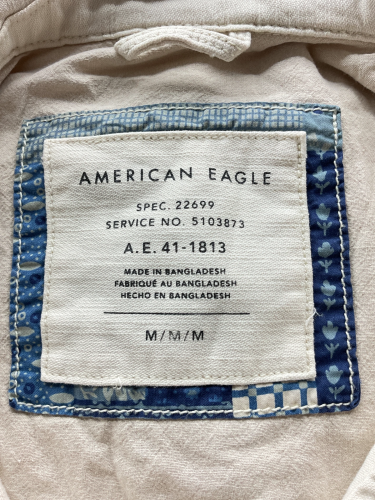 AMERICAN EAGLE
SPEC. 22699
SERVICE NO. 5103873
A.E. 41-1813
MADE IN BANGLADESH
FABRIQUÉ AU BANGLADESH
HECHO EN BANGLADESH
M/M/M